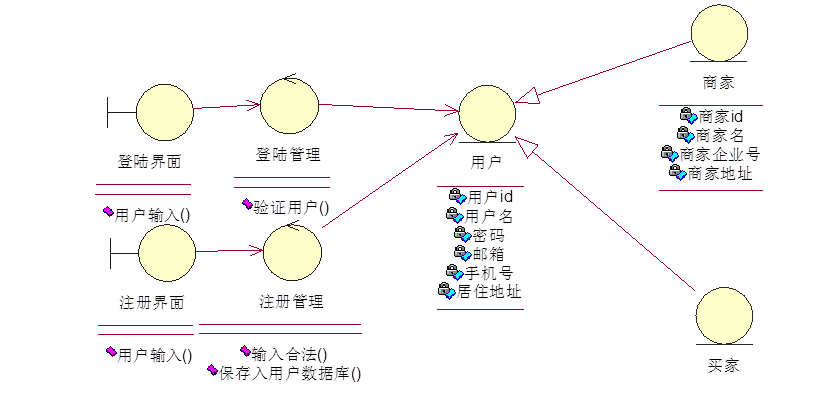 登陆界面
用户输入()
登陆管理
验证用户()
注册界面
用户输入()
注册管理
输入合法()
保存入用户数据库()
用户
用户id
用户名
密码
邮箱
手机号
居住地址
商家
商家id
商家名
商家企业号
商家地址
买家